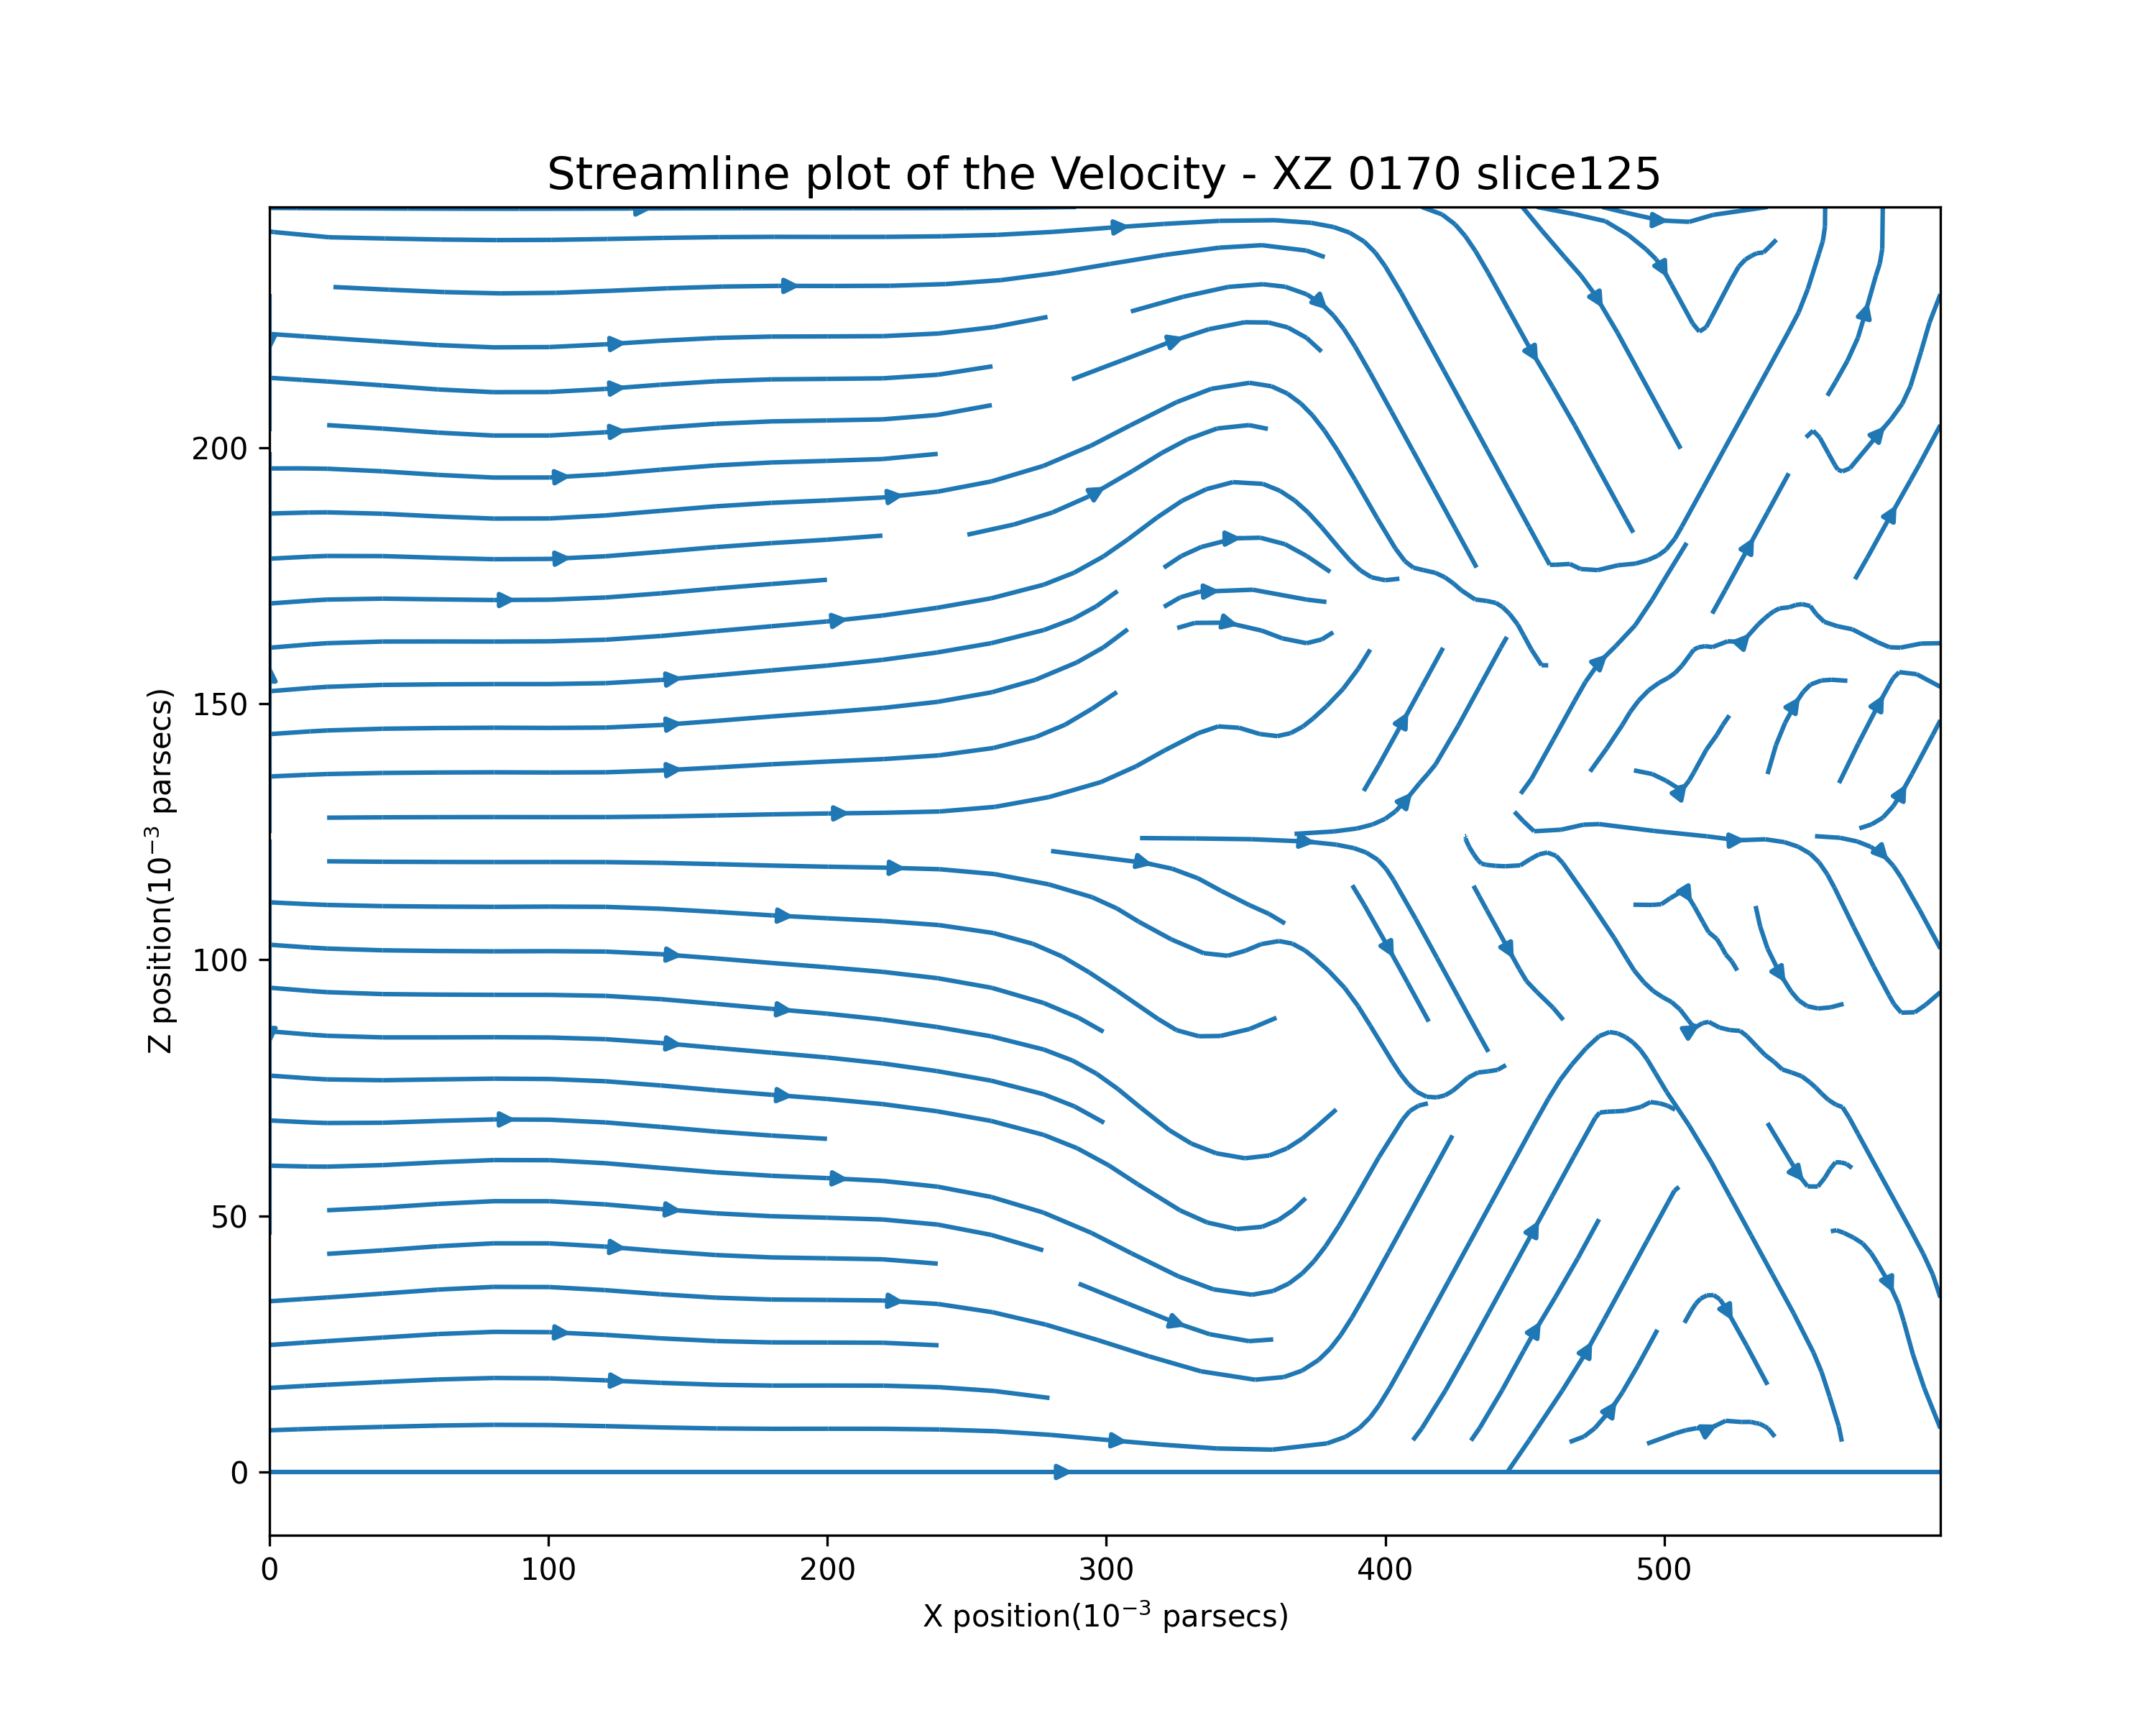 Streamline plot of the Velocity - XZ 0170 slice125
200
150
100
50
0
Z position(10⁻³ parsecs)
0 100 200 300 400 500
X position(10⁻³ parsecs)